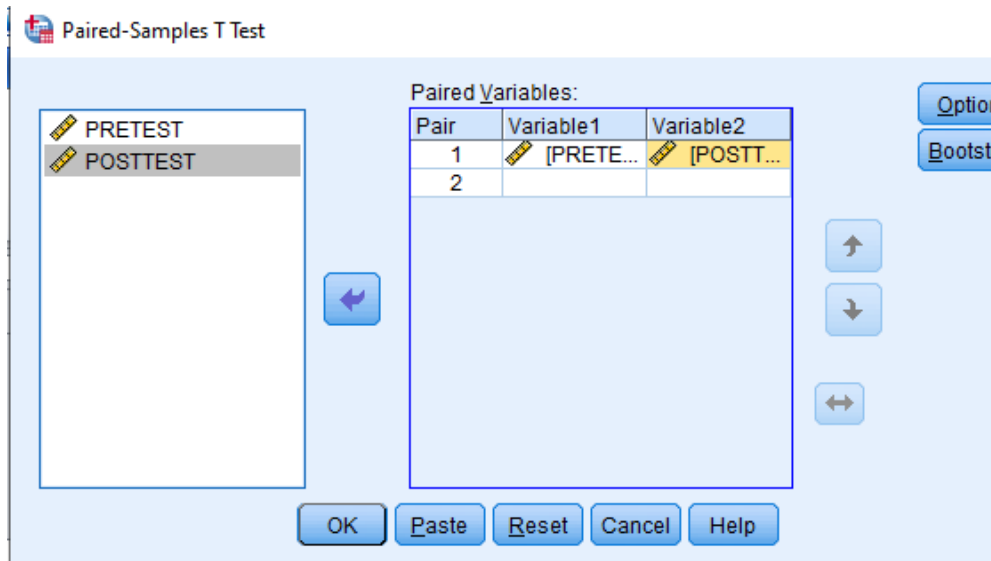 Paired-Samples T Test
Paired Variables:
PRETEST
POSTTEST
Pair Variable1 Variable2
1 [PRETE... [POSTT...
2
Optio
Bootst
OK Paste Reset Cancel Help